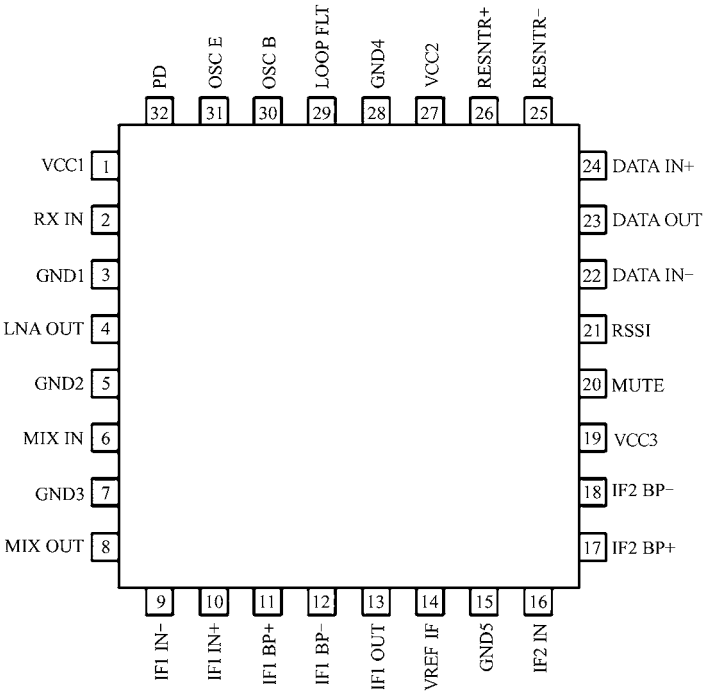 PD
OSC E
OSC B
LOOP FLT
GND4
VCC2
RESNTR+
RESNTR−
32 31 30 29 28 27 26 25
VCC1 1
24 DATA IN+
RX IN 2
23 DATA OUT
GND1 3
22 DATA IN−
LNA OUT 4
21 RSSI
GND2 5
20 MUTE
MIX IN 6
19 VCC3
GND3 7
18 IF2 BP−
MIX OUT 8
17 IF2 BP+
9 10 11 12 13 14 15 16
IF1 IN−
IF1 IN+
IF1 BP+
IF1 BP−
IF1 OUT
VREF IF
GND5
IF2 IN